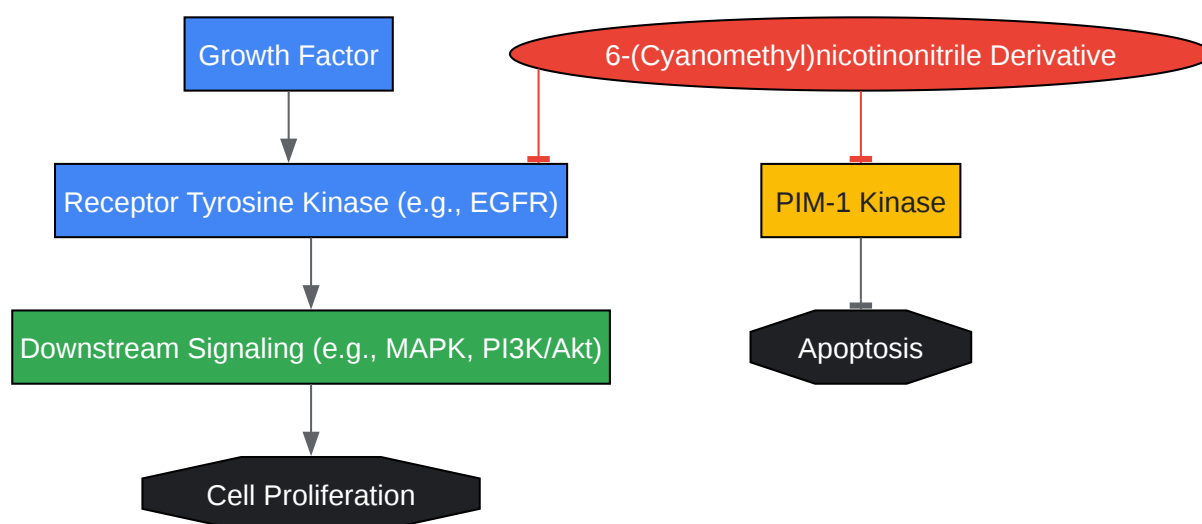 Growth Factor
6-(Cyanomethyl)nicotinonitrile Derivative
Receptor Tyrosine Kinase (e.g., EGFR)
PIM-1 Kinase
Downstream Signaling (e.g., MAPK, PI3K/Akt)
Apoptosis
Cell Proliferation